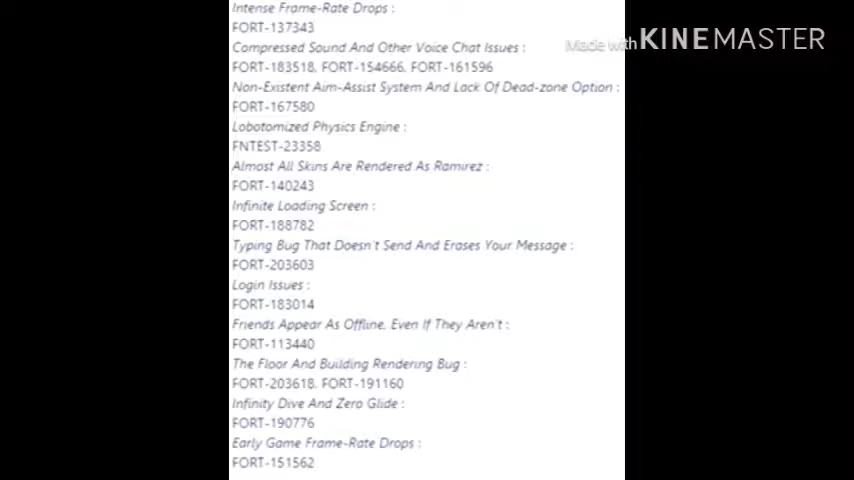 Intense Frame-Rate Drops :
FORT-137343
Compressed Sound And Other Voice Chat Issues :
FORT-183518, FORT-154666, FORT-161596
Non-Existent Aim-Assist System And Lack Of Dead-zone Option :
FORT-167580
Lobotomized Physics Engine :
FNTEST-23358
Almost All Skins Are Rendered As Ramirez :
FORT-140243
Infinite Loading Screen :
FORT-188782
Typing Bug That Doesn't Send And Erases Your Message :
FORT-203603
Login Issues :
FORT-183014
Friends Appear As Offline, Even If They Aren't :
FORT-113440
The Floor And Building Rendering Bug :
FORT-203618, FORT-191160
Infinity Dive And Zero Glide :
FORT-190776
Early Game Frame-Rate Drops :
FORT-151562
Made with KINEMASTER